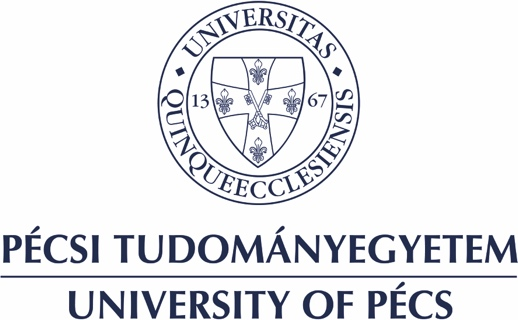 UNIVERSITAS
QUINQUEECCLESIENSIS
13 67
PÉCSI TUDOMÁNYEGYETEM
UNIVERSITY OF PÉCS